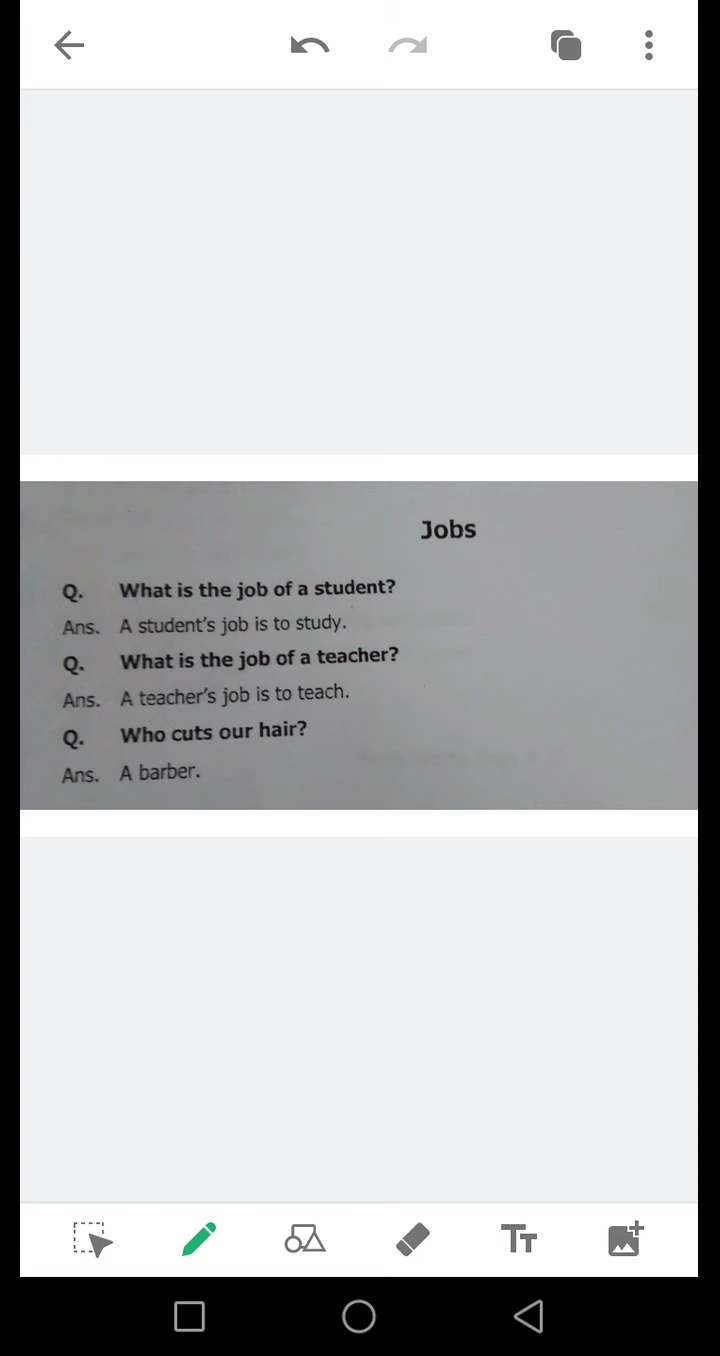 Jobs
Q. What is the job of a student?
Ans. A student's job is to study.
Q. What is the job of a teacher?
Ans. A teacher's job is to teach.
Q. Who cuts our hair?
Ans. A barber.
TT